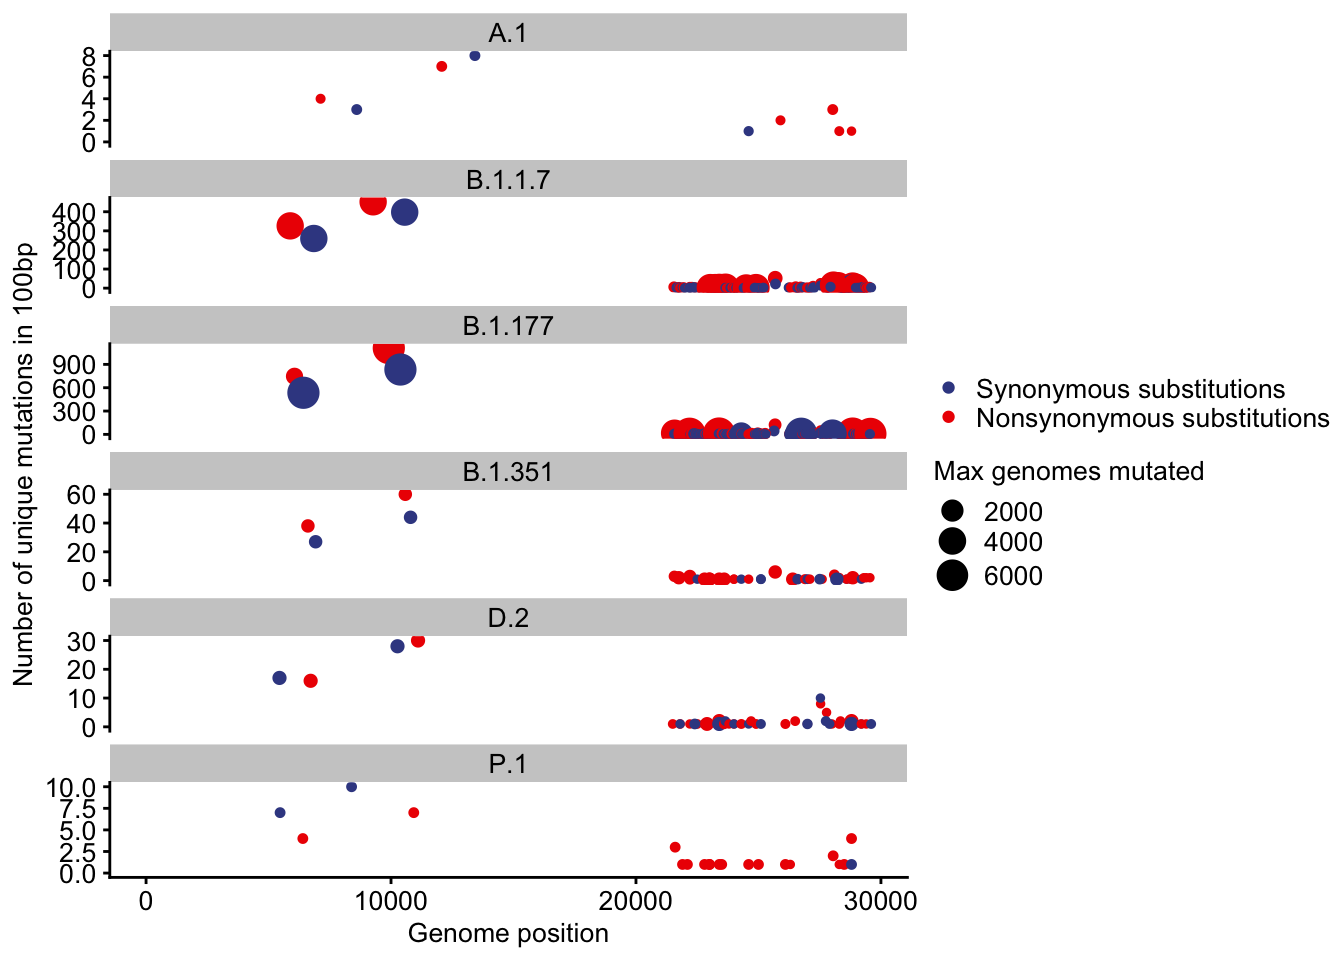 A.1
8
6
4
2
0
B.1.1.7
400
300
200
100
0
B.1.177
900
600
300
0
B.1.351
60
40
20
0
D.2
30
20
10
0
P.1
10.0
7.5
5.0
2.5
0.0
0 10000 20000 30000
Genome position
Number of unique mutations in 100bp
Synonymous substitutions
Nonsynonymous substitutions
Max genomes mutated
2000
4000
6000